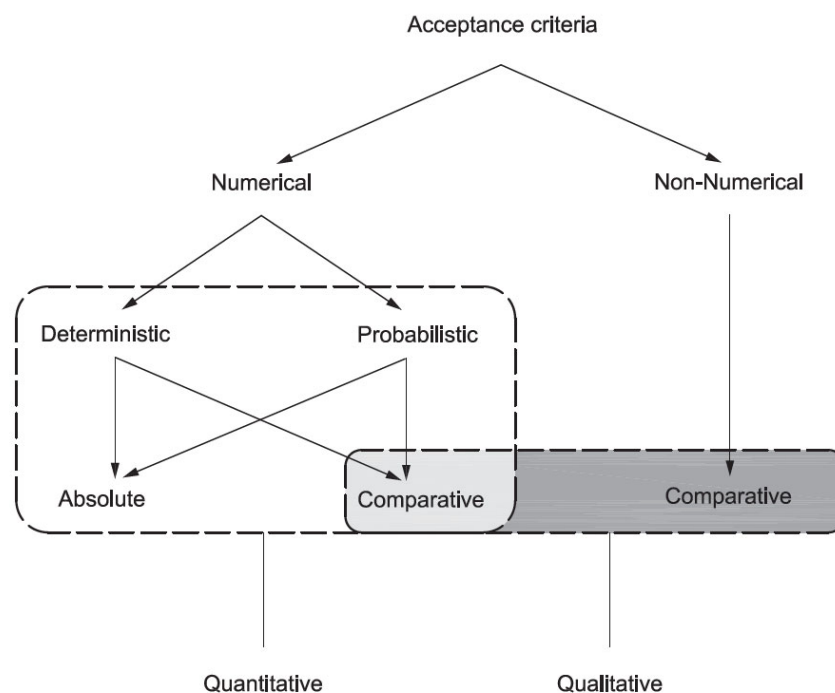 Acceptance criteria
Numerical
Non-Numerical
Deterministic
Probabilistic
Absolute
Comparative
Comparative
Quantitative
Qualitative